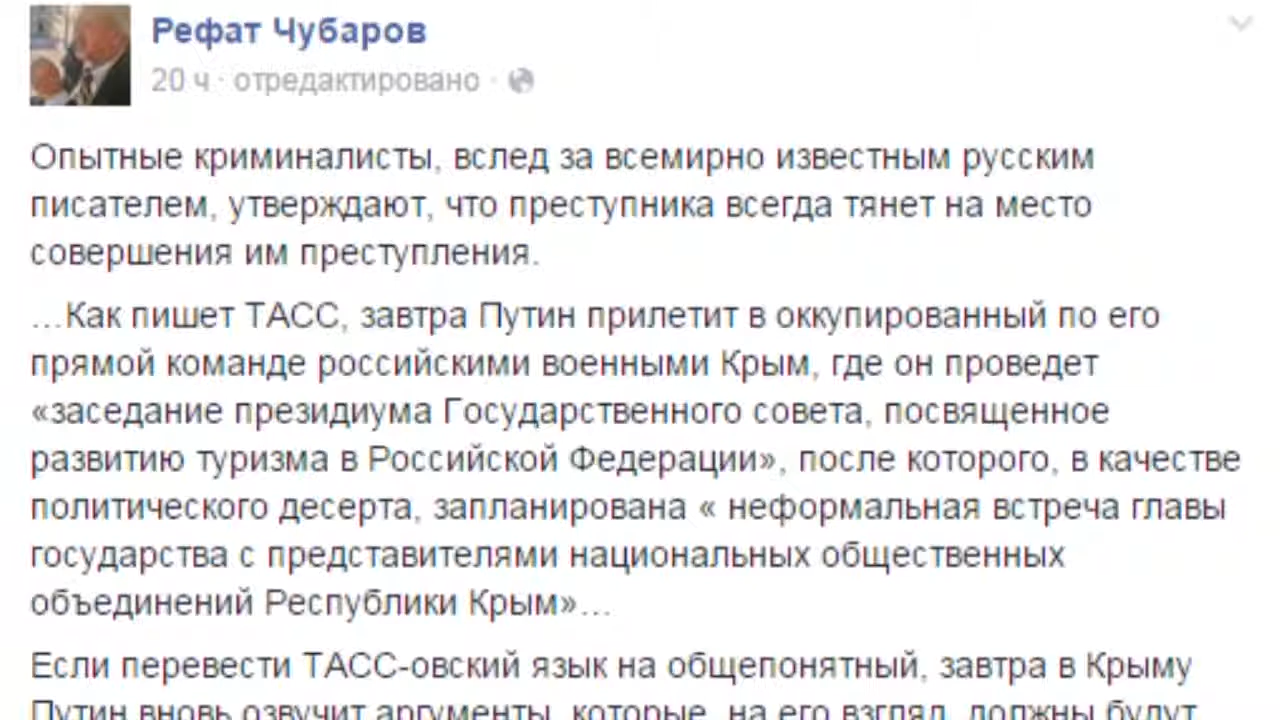 Рефат Чубаров
20 ч · отредактировано ·
Опытные криминалисты, вслед за всемирно известным русским
писателем, утверждают, что преступника всегда тянет на место
совершения им преступления.
…Как пишет ТАСС, завтра Путин прилетит в оккупированный по его
прямой команде российскими военными Крым, где он проведет
«заседание президиума Государственного совета, посвященное
развитию туризма в Российской Федерации», после которого, в качестве
политического десерта, запланирована « неформальная встреча главы
государства с представителями национальных общественных
объединений Республики Крым»…
Если перевести ТАСС-овский язык на общепонятный, завтра в Крыму
Путин вновь озвучит аргументы, которые, на его взгляд, должны будут